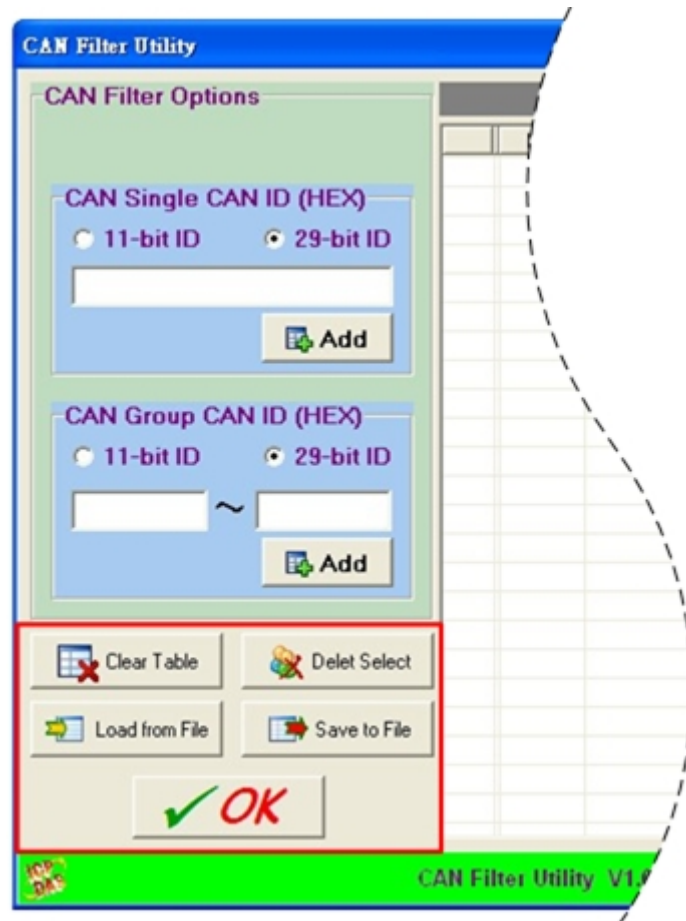 CAN Filter Utility
CAN Filter Options
CAN Single CAN ID (HEX)
11-bit ID 29-bit ID
Add
CAN Group CAN ID (HEX)
11-bit ID 29-bit ID
~
Add
Clear Table Delet Select
Load from File Save to File
OK
ICP DAS
CAN Filter Utility V1.